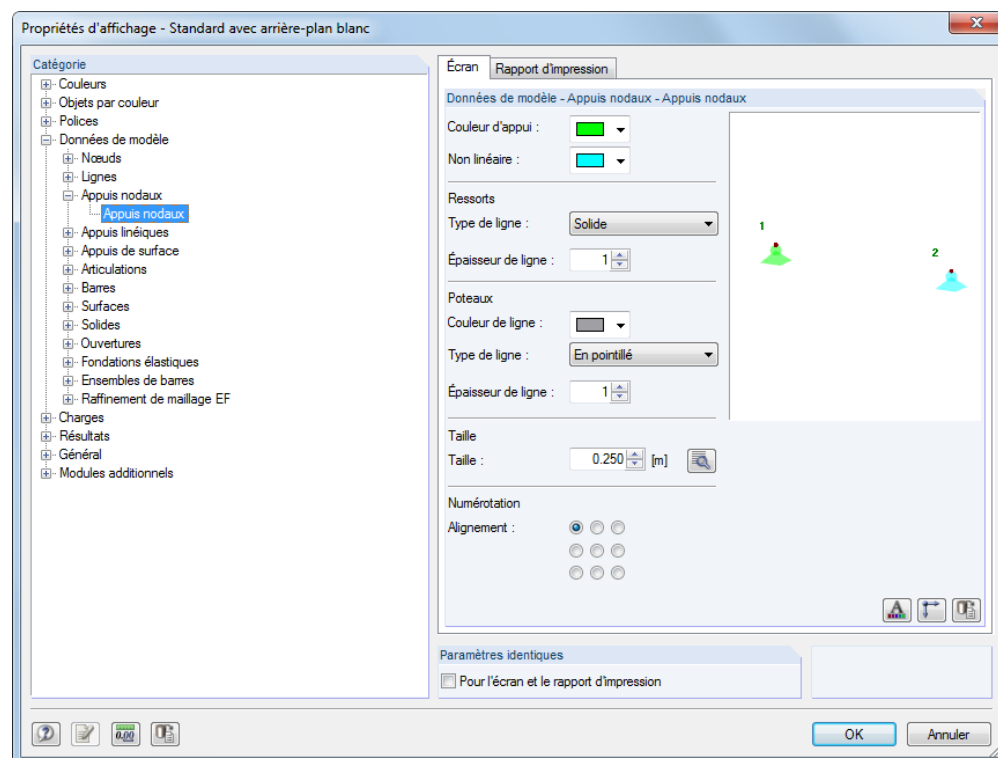 Propriétés d'affichage - Standard avec arrière-plan blanc
Catégorie
Couleurs
Objets par couleur
Polices
Données de modèle
Nœuds
Lignes
Appuis nodaux
Appuis nodaux
Appuis linéiques
Appuis de surface
Articulations
Barres
Surfaces
Solides
Ouvertures
Fondations élastiques
Ensembles de barres
Raffinement de maillage EF
Charges
Résultats
Général
Modules additionnels
Écran
Rapport d'impression
Données de modèle - Appuis nodaux - Appuis nodaux
Couleur d'appui :
Non linéaire :
Ressorts
Type de ligne : Solide
Épaisseur de ligne : 1
Poteaux
Couleur de ligne :
Type de ligne : En pointillé
Épaisseur de ligne : 1
Taille
Taille : 0.250 [m]
Numérotation
Alignement :
1
2
Paramètres identiques
Pour l'écran et le rapport d'impression
0.00
OK
Annuler